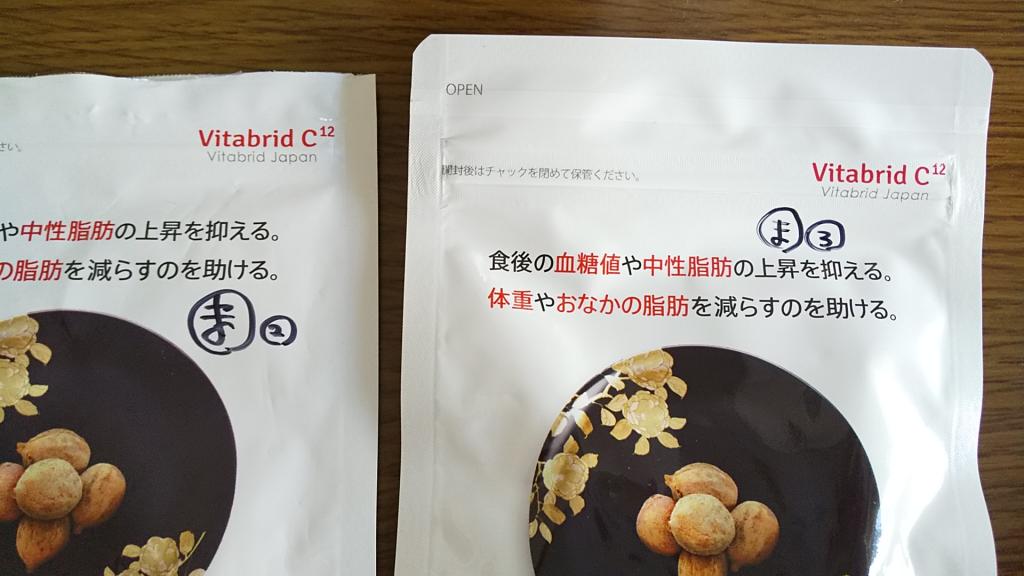 さい。
Vitabrid C12
Vitabrid Japan
や中性脂肪の上昇を抑える。
の脂肪を減らすのを助ける。
ま ②
OPEN
開封後はチャックを閉めて保管ください。
Vitabrid C12
Vitabrid Japan
ま ③
食後の血糖値や中性脂肪の上昇を抑える。
体重やおなかの脂肪を減らすのを助ける。